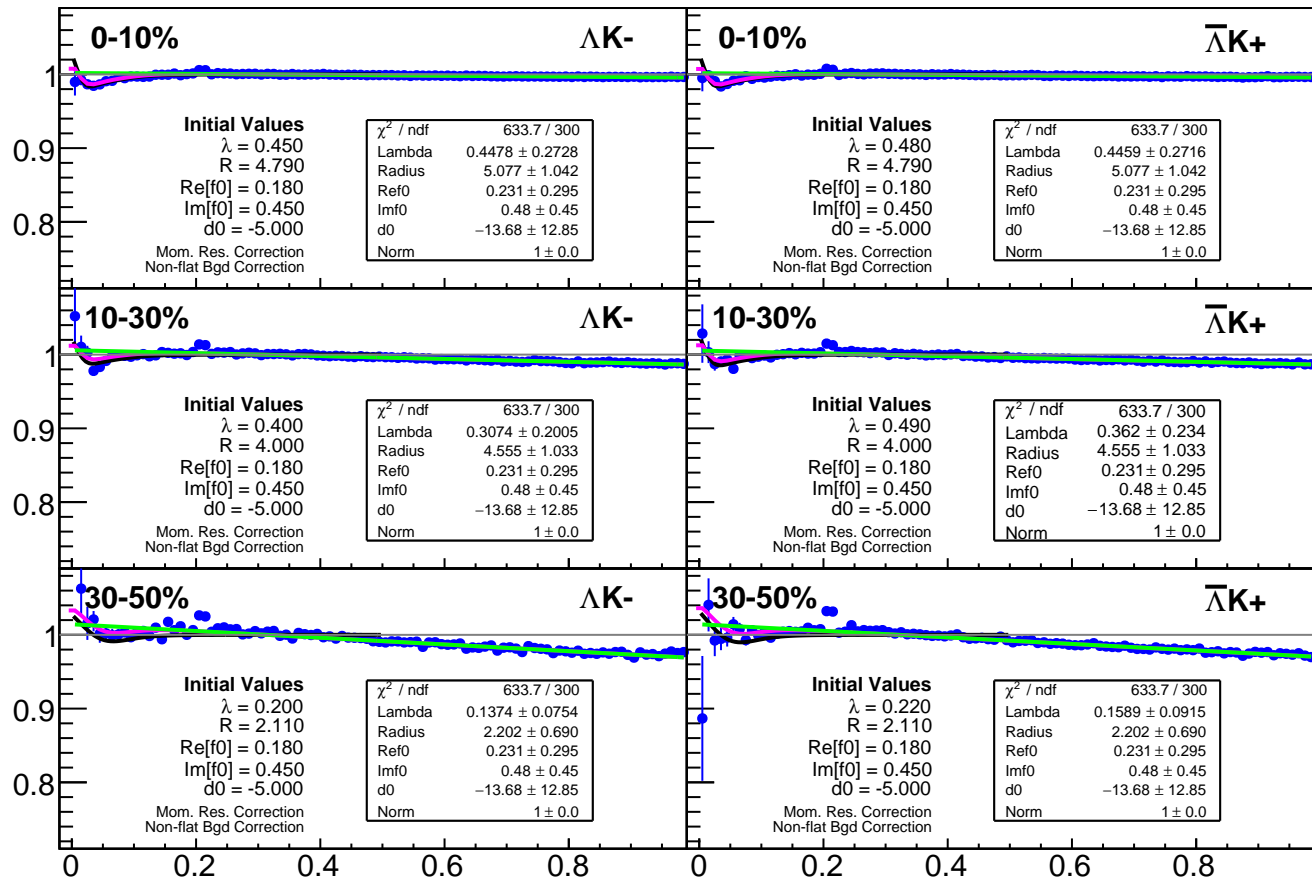 0-10%
ΛK-
1
0.9
0.8
Initial Values
λ = 0.450
R = 4.790
Re[f0] = 0.180
Im[f0] = 0.450
d0 = -5.000
Mom. Res. Correction
Non-flat Bgd Correction
χ² / ndf 633.7 / 300
Lambda 0.4478 ± 0.2728
Radius 5.077 ± 1.042
Ref0 0.231 ± 0.295
Imf0 0.48 ± 0.45
d0 −13.68 ± 12.85
Norm 1 ± 0.0
0-10%
Λ̅K+
Initial Values
λ = 0.480
R = 4.790
Re[f0] = 0.180
Im[f0] = 0.450
d0 = -5.000
Mom. Res. Correction
Non-flat Bgd Correction
χ² / ndf 633.7 / 300
Lambda 0.4459 ± 0.2716
Radius 5.077 ± 1.042
Ref0 0.231 ± 0.295
Imf0 0.48 ± 0.45
d0 −13.68 ± 12.85
Norm 1 ± 0.0
10-30%
ΛK-
1
0.9
0.8
Initial Values
λ = 0.400
R = 4.000
Re[f0] = 0.180
Im[f0] = 0.450
d0 = -5.000
Mom. Res. Correction
Non-flat Bgd Correction
χ² / ndf 633.7 / 300
Lambda 0.3074 ± 0.2005
Radius 4.555 ± 1.033
Ref0 0.231 ± 0.295
Imf0 0.48 ± 0.45
d0 −13.68 ± 12.85
Norm 1 ± 0.0
10-30%
Λ̅K+
Initial Values
λ = 0.490
R = 4.000
Re[f0] = 0.180
Im[f0] = 0.450
d0 = -5.000
Mom. Res. Correction
Non-flat Bgd Correction
χ² / ndf 633.7 / 300
Lambda 0.362 ± 0.234
Radius 4.555 ± 1.033
Ref0 0.231 ± 0.295
Imf0 0.48 ± 0.45
d0 −13.68 ± 12.85
Norm 1 ± 0.0
30-50%
ΛK-
1
0.9
0.8
Initial Values
λ = 0.200
R = 2.110
Re[f0] = 0.180
Im[f0] = 0.450
d0 = -5.000
Mom. Res. Correction
Non-flat Bgd Correction
χ² / ndf 633.7 / 300
Lambda 0.1374 ± 0.0754
Radius 2.202 ± 0.690
Ref0 0.231 ± 0.295
Imf0 0.48 ± 0.45
d0 −13.68 ± 12.85
Norm 1 ± 0.0
0 0.2 0.4 0.6 0.8
30-50%
Λ̅K+
Initial Values
λ = 0.220
R = 2.110
Re[f0] = 0.180
Im[f0] = 0.450
d0 = -5.000
Mom. Res. Correction
Non-flat Bgd Correction
χ² / ndf 633.7 / 300
Lambda 0.1589 ± 0.0915
Radius 2.202 ± 0.690
Ref0 0.231 ± 0.295
Imf0 0.48 ± 0.45
d0 −13.68 ± 12.85
Norm 1 ± 0.0
0 0.2 0.4 0.6 0.8